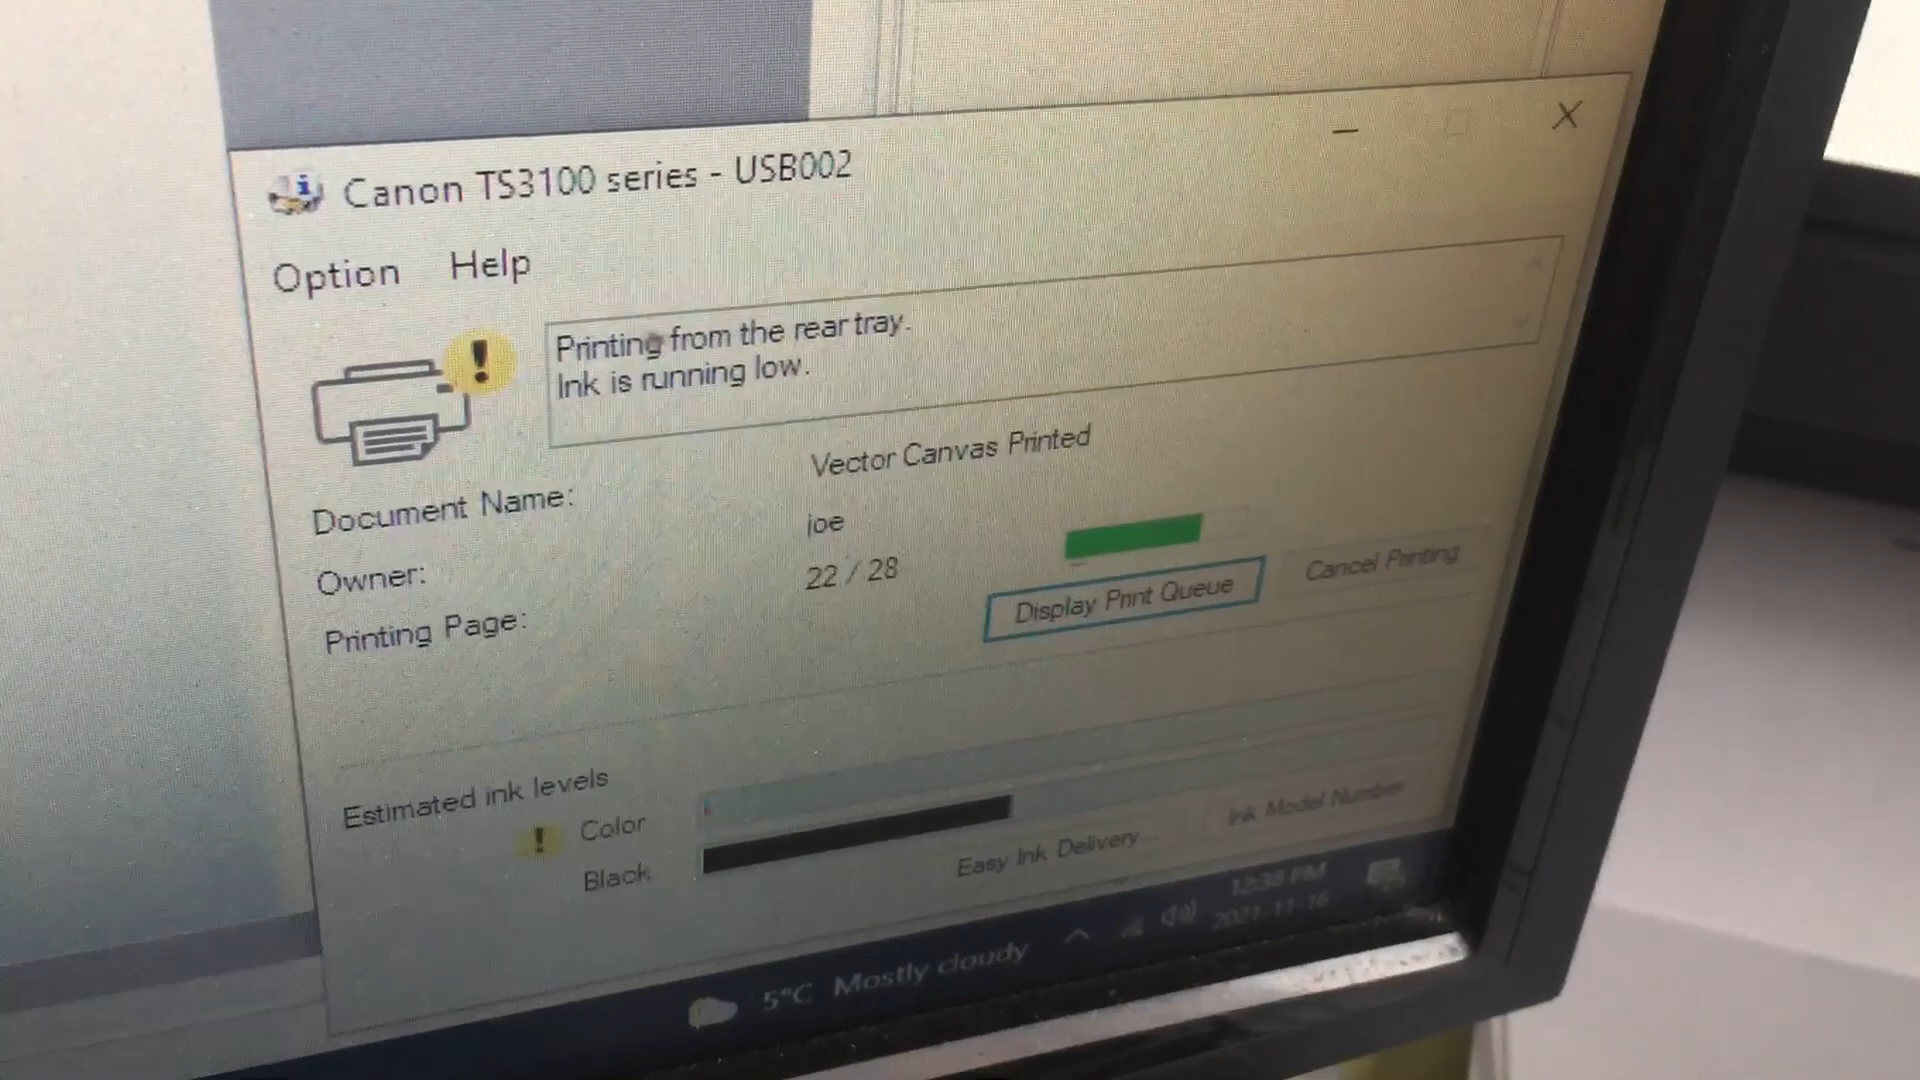 Canon TS3100 series - USB002
Option Help
Printing from the rear tray.
Ink is running low.
Document Name: Vector Canvas Printed
Owner: joe
Printing Page: 22 / 28
Display Print Queue
Cancel Printing
Estimated ink levels
! Color
Black
Easy Ink Delivery...
Ink Model Number
5°C Mostly cloudy
12:38 PM
2021-11-16